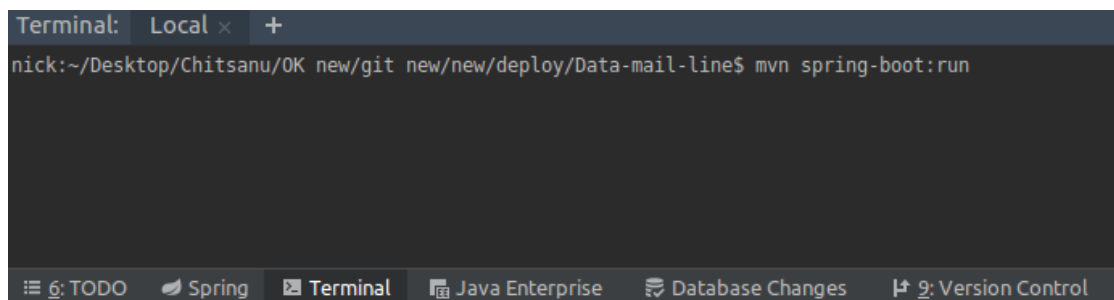 Terminal: Local × +
nick:~/Desktop/Chitsanu/OK new/git new/new/deploy/Data-mail-line$ mvn spring-boot:run
6: TODO Spring Terminal Java Enterprise Database Changes 9: Version Control